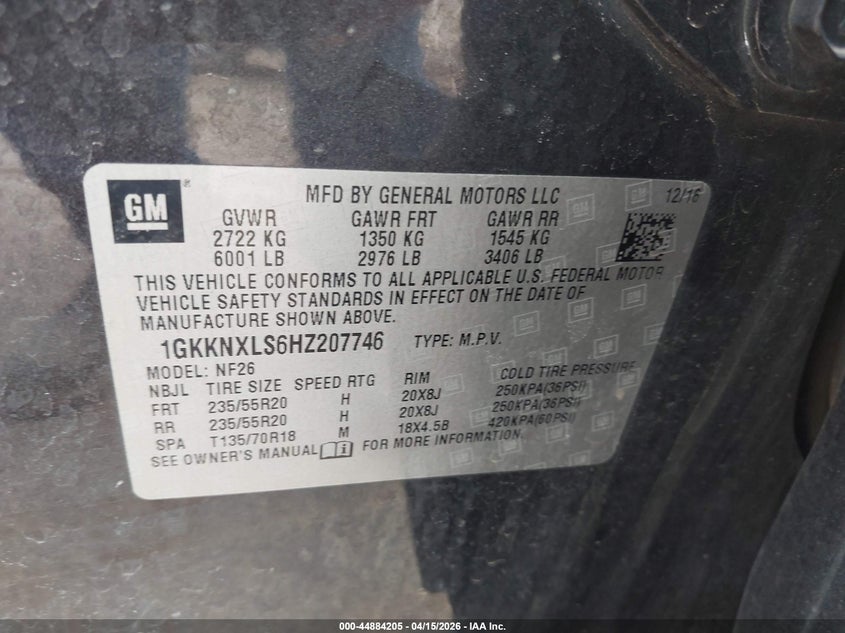 GM
®
MFD BY GENERAL MOTORS LLC 12/16
GVWR GAWR FRT GAWR RR
2722 KG 1350 KG 1545 KG
6001 LB 2976 LB 3406 LB
THIS VEHICLE CONFORMS TO ALL APPLICABLE U.S. FEDERAL MOTOR
VEHICLE SAFETY STANDARDS IN EFFECT ON THE DATE OF
MANUFACTURE SHOWN ABOVE.
1GKKNXLS6HZ207746 TYPE: M.P.V.
MODEL: NF26
NBJL TIRE SIZE SPEED RTG RIM COLD TIRE PRESSURE
FRT 235/55R20 H 20X8J 250KPA(36PSI)
RR 235/55R20 H 20X8J 250KPA(36PSI)
SPA T135/70R18 M 18X4.5B 420KPA(60PSI)
SEE OWNER'S MANUAL i FOR MORE INFORMATION.
000-44884205 - 04/15/2026 - IAA Inc.